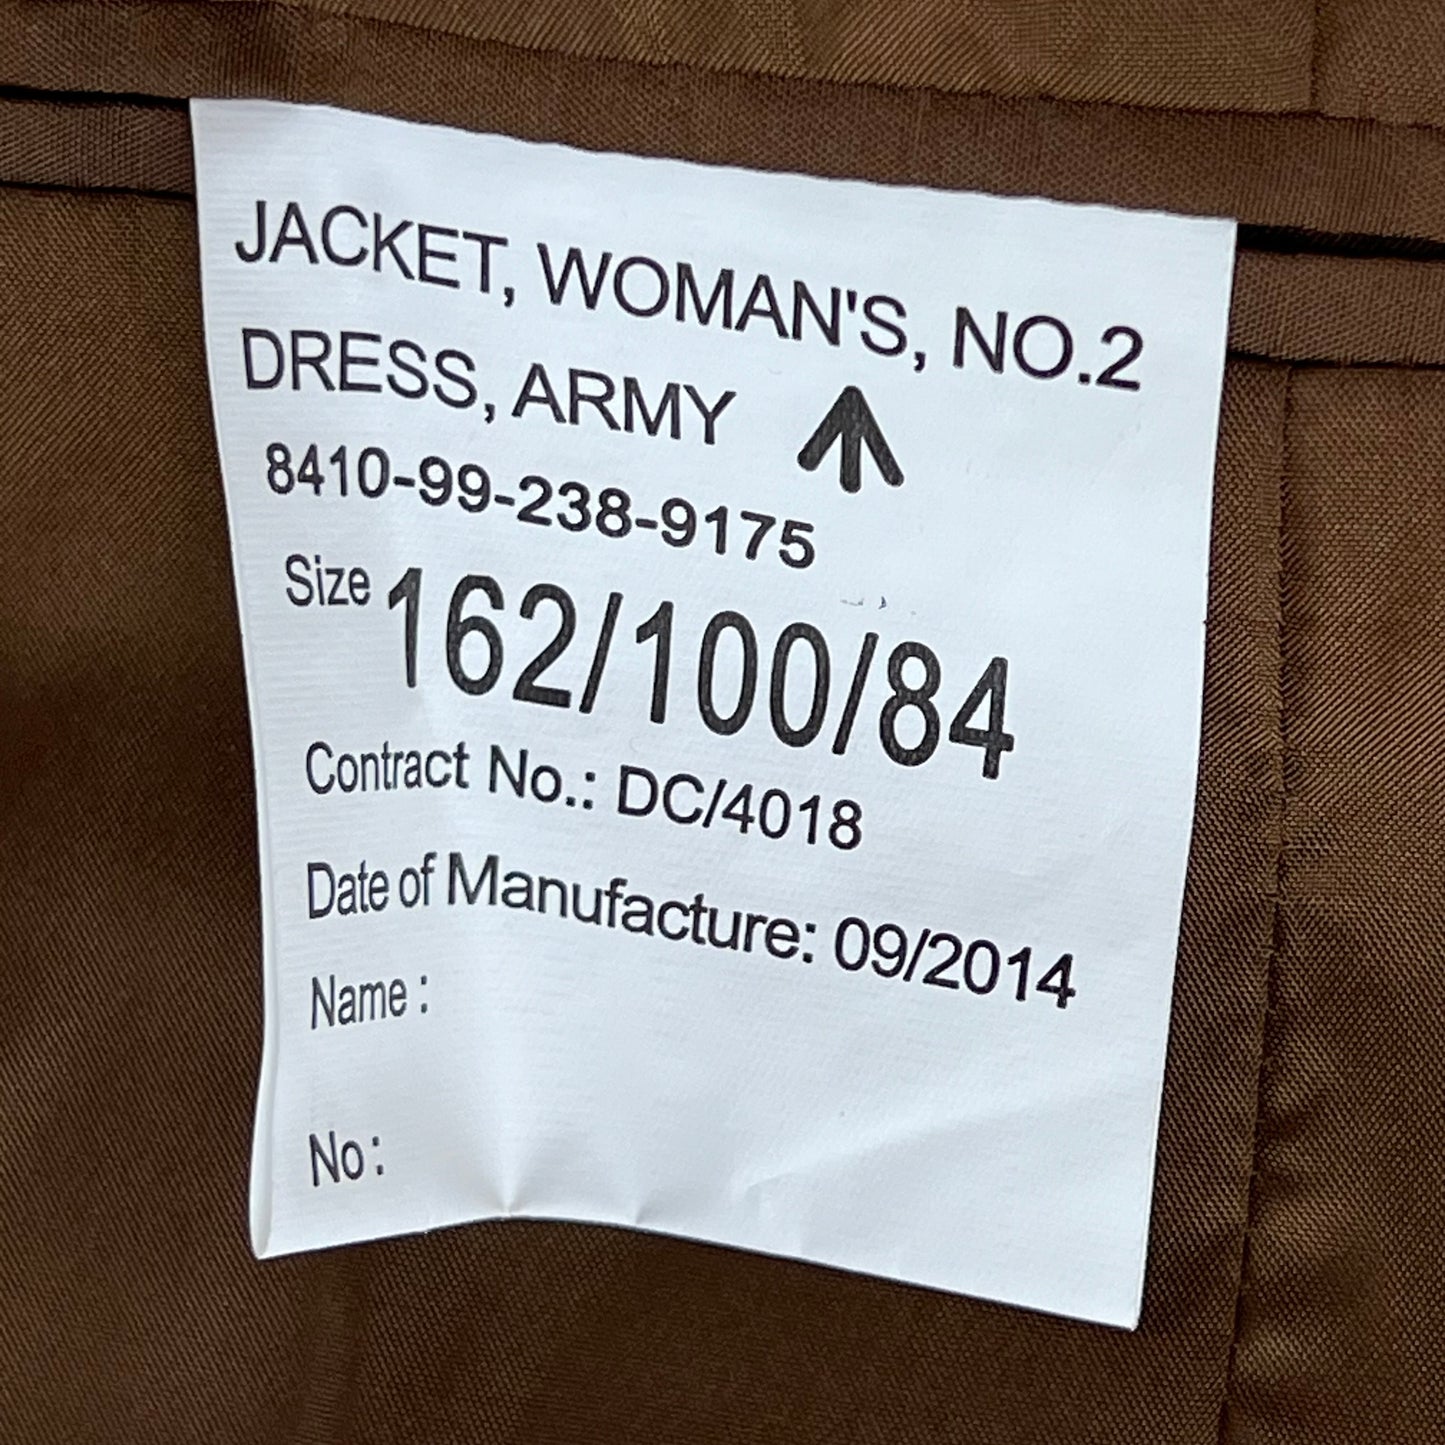 JACKET, WOMAN'S, NO.2
DRESS, ARMY
8410-99-238-9175
Size 162/100/84
Contract No.: DC/4018
Date of Manufacture: 09/2014
Name :
No: